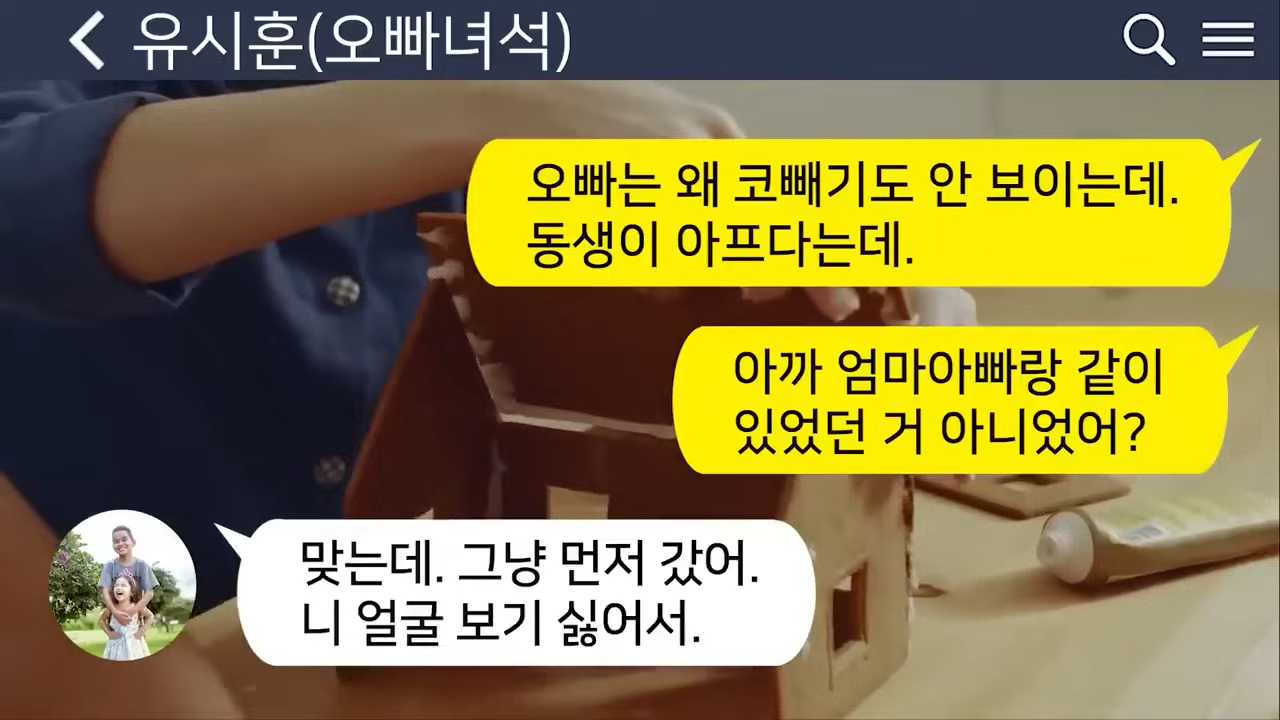 유시훈(오빠녀석)
오빠는 왜 코빼기도 안 보이는데.
동생이 아프다는데.
아까 엄마아빠랑 같이
있었던 거 아니었어?
맞는데. 그냥 먼저 갔어.
니 얼굴 보기 싫어서.